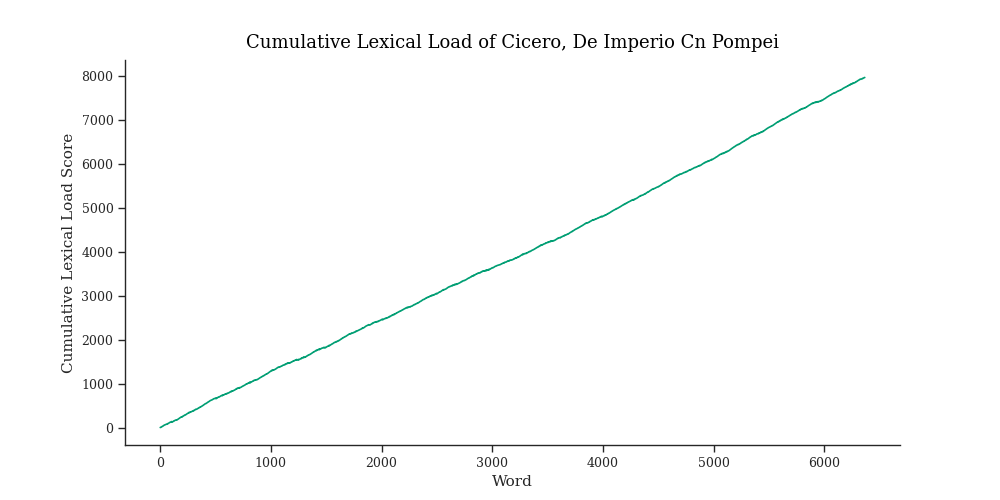 Cumulative Lexical Load of Cicero, De Imperio Cn Pompei
Cumulative Lexical Load Score
8000
7000
6000
5000
4000
3000
2000
1000
0
0 1000 2000 3000 4000 5000 6000
Word